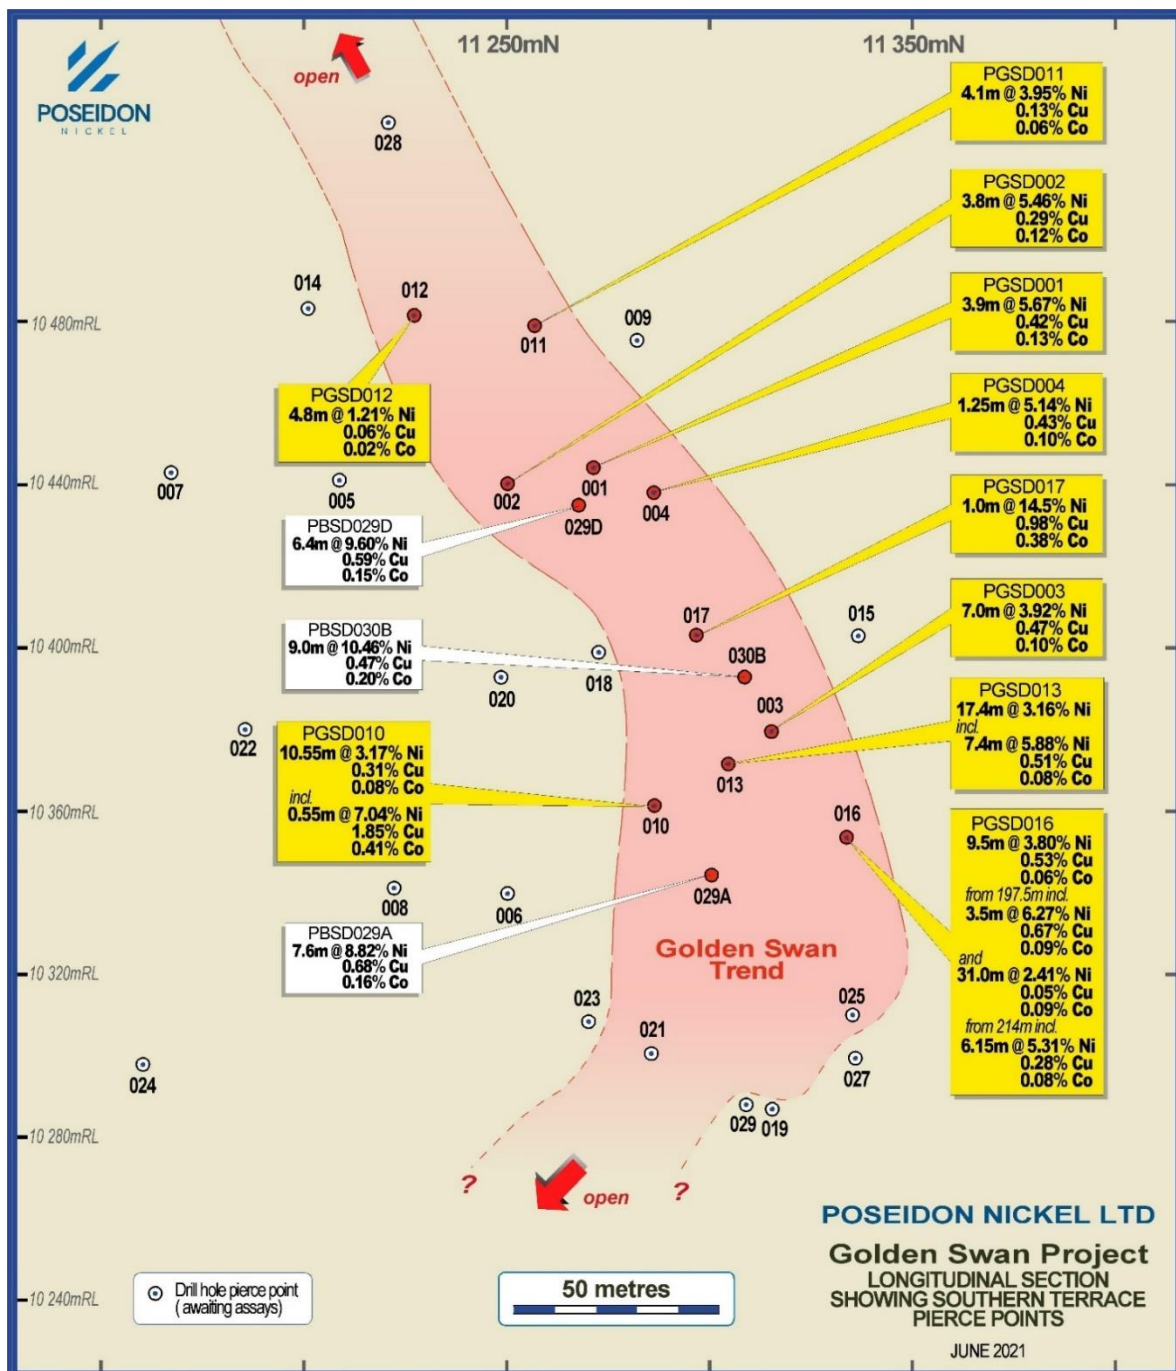 11 250mN
11 350mN
POSEIDON
NICKEL
open
028
PGSD011
4.1m @ 3.95% Ni
0.13% Cu
0.06% Co
PGSD002
3.8m @ 5.46% Ni
0.29% Cu
0.12% Co
014
012
009
10 480mRL
011
PGSD001
3.9m @ 5.67% Ni
0.42% Cu
0.13% Co
PGSD012
4.8m @ 1.21% Ni
0.06% Cu
0.02% Co
PGSD004
1.25m @ 5.14% Ni
0.43% Cu
0.10% Co
007
10 440mRL
005
002
001
029D
004
PBSD029D
6.4m @ 9.60% Ni
0.59% Cu
0.15% Co
PGSD017
1.0m @ 14.5% Ni
0.98% Cu
0.38% Co
017
015
PGSD003
7.0m @ 3.92% Ni
0.47% Cu
0.10% Co
10 400mRL
PBSD030B
9.0m @ 10.46% Ni
0.47% Cu
0.20% Co
020
018
030B
003
PGSD013
17.4m @ 3.16% Ni
incl.
7.4m @ 5.88% Ni
0.51% Cu
0.08% Co
022
PGSD010
10.55m @ 3.17% Ni
0.31% Cu
0.08% Co
incl.
0.55m @ 7.04% Ni
1.85% Cu
0.41% Co
013
10 360mRL
010
016
PGSD016
9.5m @ 3.80% Ni
0.53% Cu
0.06% Co
from 197.5m incl.
3.5m @ 6.27% Ni
0.67% Cu
0.09% Co
and
31.0m @ 2.41% Ni
0.05% Cu
0.09% Co
from 214m incl.
6.15m @ 5.31% Ni
0.28% Cu
0.08% Co
008
006
029A
PBSD029A
7.6m @ 8.82% Ni
0.68% Cu
0.16% Co
Golden Swan
Trend
10 320mRL
023
021
025
024
027
029
019
10 280mRL
?
open
?
POSEIDON NICKEL LTD
Golden Swan Project
LONGITUDINAL SECTION
SHOWING SOUTHERN TERRACE
PIERCE POINTS
JUNE 2021
Drill hole pierce point
( awaiting assays)
50 metres
10 240mRL